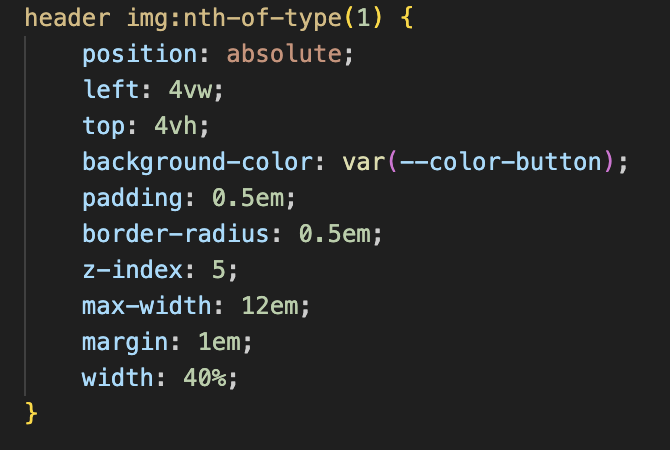 header img:nth-of-type(1) {
    position: absolute;
    left: 4vw;
    top: 4vh;
    background-color: var(--color-button);
    padding: 0.5em;
    border-radius: 0.5em;
    z-index: 5;
    max-width: 12em;
    margin: 1em;
    width: 40%;
}